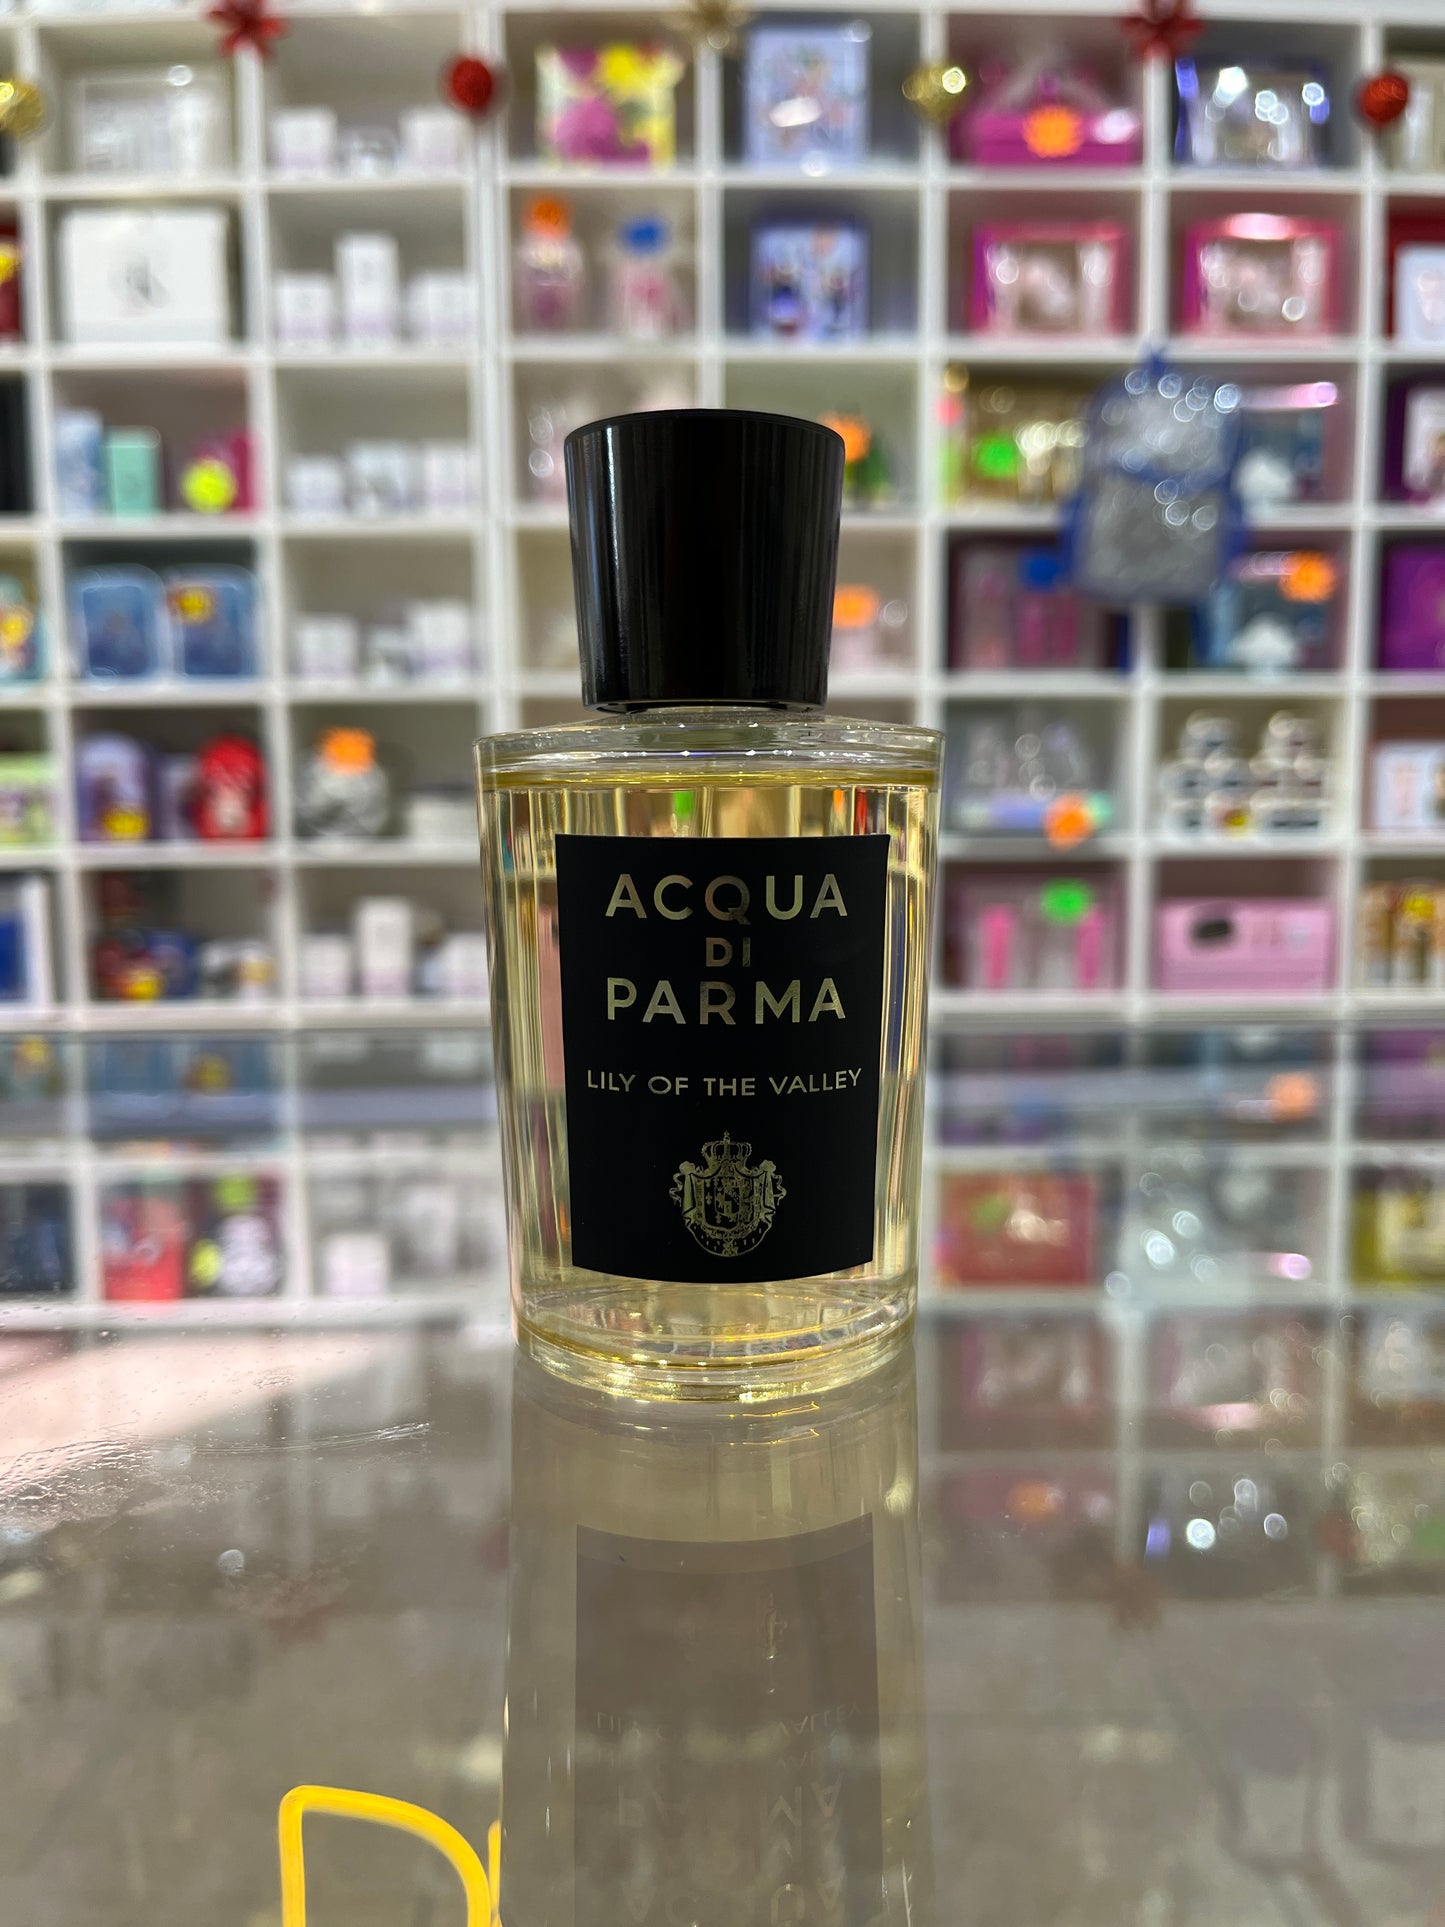 ACQUA
DI
PARMA
LILY OF THE VALLEY